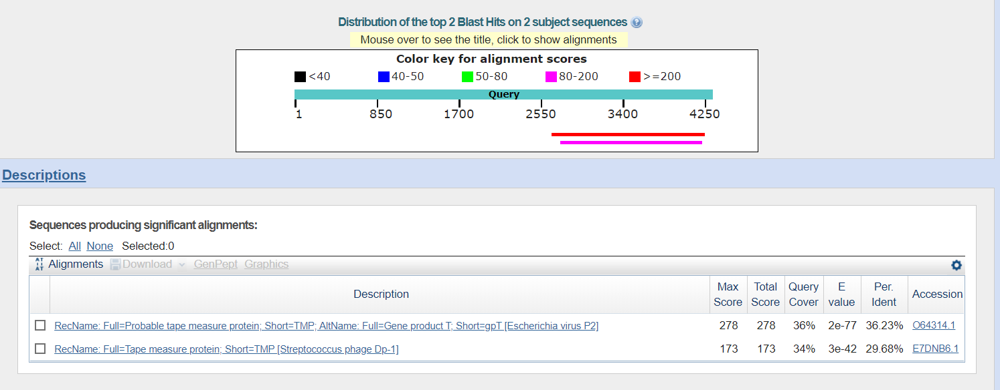 Distribution of the top 2 Blast Hits on 2 subject sequences
Mouse over to see the title, click to show alignments
Color key for alignment scores
<40 40-50 50-80 80-200 >=200
Query
1 850 1700 2550 3400 4250
Descriptions
Sequences producing significant alignments:
Select: All None Selected:0
Alignments Download GenPept Graphics
Description Max Score Total Score Query Cover E value Per. Ident Accession
RecName: Full=Probable tape measure protein; Short=TMP; AltName: Full=Gene product T; Short=gpT [Escherichia virus P2] 278 278 36% 2e-77 36.23% O64314.1
RecName: Full=Tape measure protein; Short=TMP [Streptococcus phage Dp-1] 173 173 34% 3e-42 29.68% E7DNB6.1